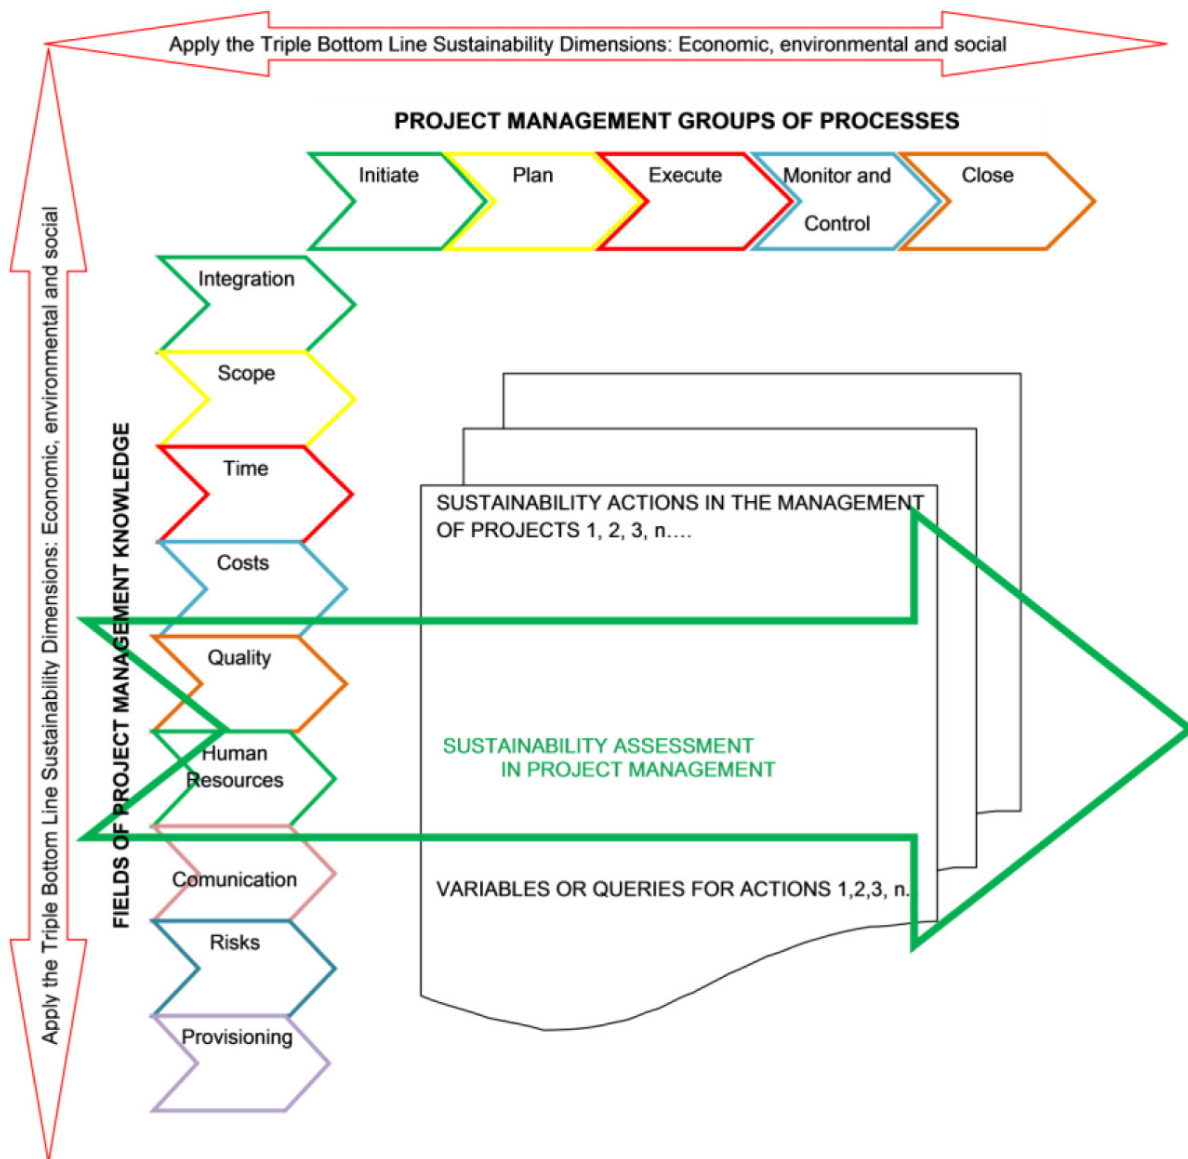 Apply the Triple Bottom Line Sustainability Dimensions: Economic, environmental and social
PROJECT MANAGEMENT GROUPS OF PROCESSES
Initiate
Plan
Execute
Monitor and
Control
Close
Apply the Triple Bottom Line Sustainability Dimensions: Economic, environmental and social
FIELDS OF PROJECT MANAGEMENT KNOWLEDGE
Integration
Scope
Time
Costs
Quality
Human
Resources
Comunication
Risks
Provisioning
SUSTAINABILITY ACTIONS IN THE MANAGEMENT
OF PROJECTS 1, 2, 3, n....
SUSTAINABILITY ASSESSMENT
IN PROJECT MANAGEMENT
VARIABLES OR QUERIES FOR ACTIONS 1,2,3, n..